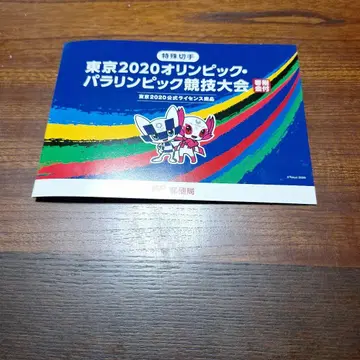 特殊切手
東京2020オリンピック・
パラリンピック競技大会
寄附金付
東京2020公式ライセンス商品
郵便局